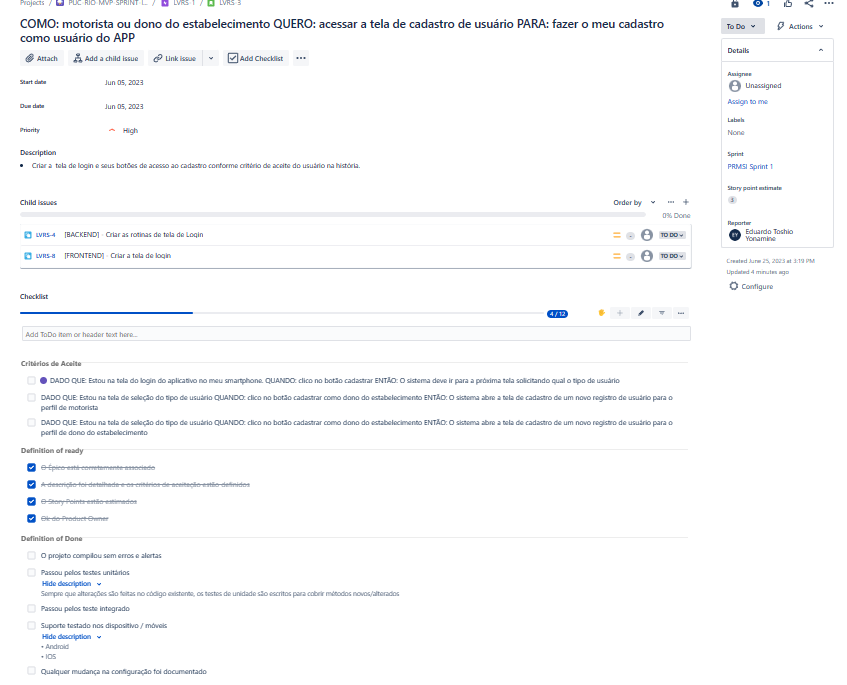 Projects / PUC-RIO-MVP-SPRINT-I... / LVRS-1 / LVRS-3
1
COMO: motorista ou dono do estabelecimento QUERO: acessar a tela de cadastro de usuário PARA: fazer o meu cadastro
como usuário do APP
To Do
Actions
Attach
Add a child issue
Link issue
Add Checklist
Details
Start date
Jun 05, 2023
Due date
Jun 05, 2023
Priority
High
Assignee
Unassigned
Assign to me
Labels
None
Sprint
PRMSI Sprint 1
Story point estimate
3
Reporter
EY
Eduardo Toshio
Yonamine
Created June 25, 2023 at 3:19 PM
Updated 4 minutes ago
Configure
Description
• Criar a tela de login e seus botões de acesso ao cadastro conforme critério de aceite do usuário na história.
Child issues
Order by
0% Done
LVRS-4 [BACKEND] - Criar as rotinas de tela de Login - TO DO
LVRS-8 [FRONTEND] - Criar a tela de login - TO DO
Checklist
4 / 12
Add ToDo item or header text here...
Critérios de Aceite
DADO QUE: Estou na tela do login do aplicativo no meu smartphone. QUANDO: clico no botão cadastrar ENTÃO: O sistema deve ir para a próxima tela solicitando qual o tipo de usuário
DADO QUE: Estou na tela de seleção do tipo de usuário QUANDO: clico no botão cadastrar como dono do estabelecimento ENTÃO: O sistema abre a tela de cadastro de um novo registro de usuário para o
perfil de motorista
DADO QUE: Estou na tela de seleção do tipo de usuário QUANDO: clico no botão cadastrar como dono do estabelecimento ENTÃO: O sistema abre a tela de cadastro de um novo registro de usuário para o
perfil de dono do estabelecimento
Definition of ready
O Épico está corretamente associado
A descrição foi detalhada e os critérios de aceitação estão definidos
O Story Points estão estimados
Ok do Product Owner
Definition of Done
O projeto compilou sem erros e alertas
Passou pelos testes unitários
Hide description
Sempre que alterações são feitas no código existente, os testes de unidade são escritos para cobrir métodos novos/alterados
Passou pelo teste integrado
Suporte testado nos dispositivo / móveis
Hide description
• Android
• IOS
Qualquer mudança na configuração foi documentado